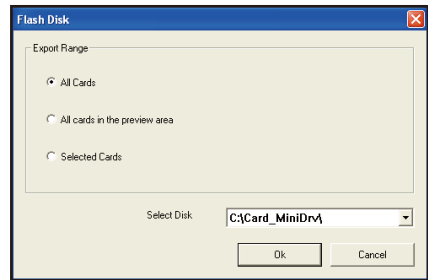 Flash Disk
Export Range
All Cards
All cards in the preview area
Selected Cards
Select Disk C:\Card_MiniDrv\
Ok Cancel